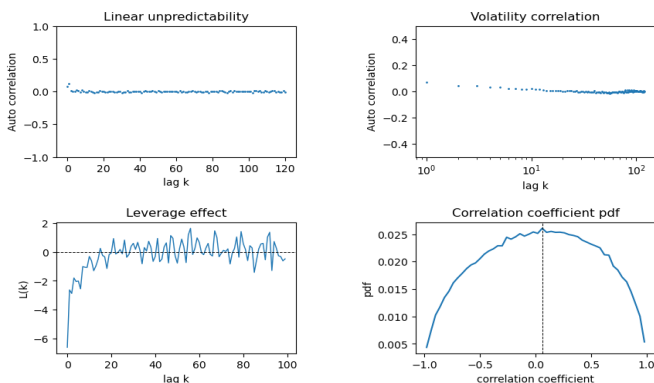 Linear unpredictability
1.0
0.5
0.0
−0.5
−1.0
Auto correlation
0 20 40 60 80 100 120
lag k
Volatility correlation
0.4
0.2
0.0
−0.2
−0.4
Auto correlation
10⁰ 10¹ 10²
lag k
Leverage effect
2
0
−2
−4
−6
L(k)
0 20 40 60 80 100
lag k
Correlation coefficient pdf
0.025
0.020
0.015
0.010
0.005
pdf
−1.0 −0.5 0.0 0.5 1.0
correlation coefficient